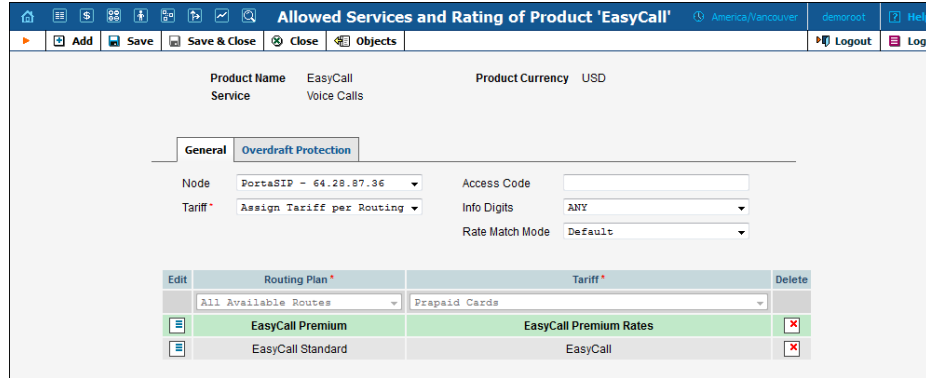 Allowed Services and Rating of Product 'EasyCall' America/Vancouver demoroot Hel
Add Save Save & Close Close Objects Logout Log
Product Name EasyCall Product Currency USD
Service Voice Calls
General Overdraft Protection
Node PortaSIP - 64.28.87.36 Access Code
Tariff* Assign Tariff per Routing Info Digits ANY
Rate Match Mode Default
Edit Routing Plan* Tariff* Delete
All Available Routes Prapaid Cards
EasyCall Premium EasyCall Premium Rates
EasyCall Standard EasyCall